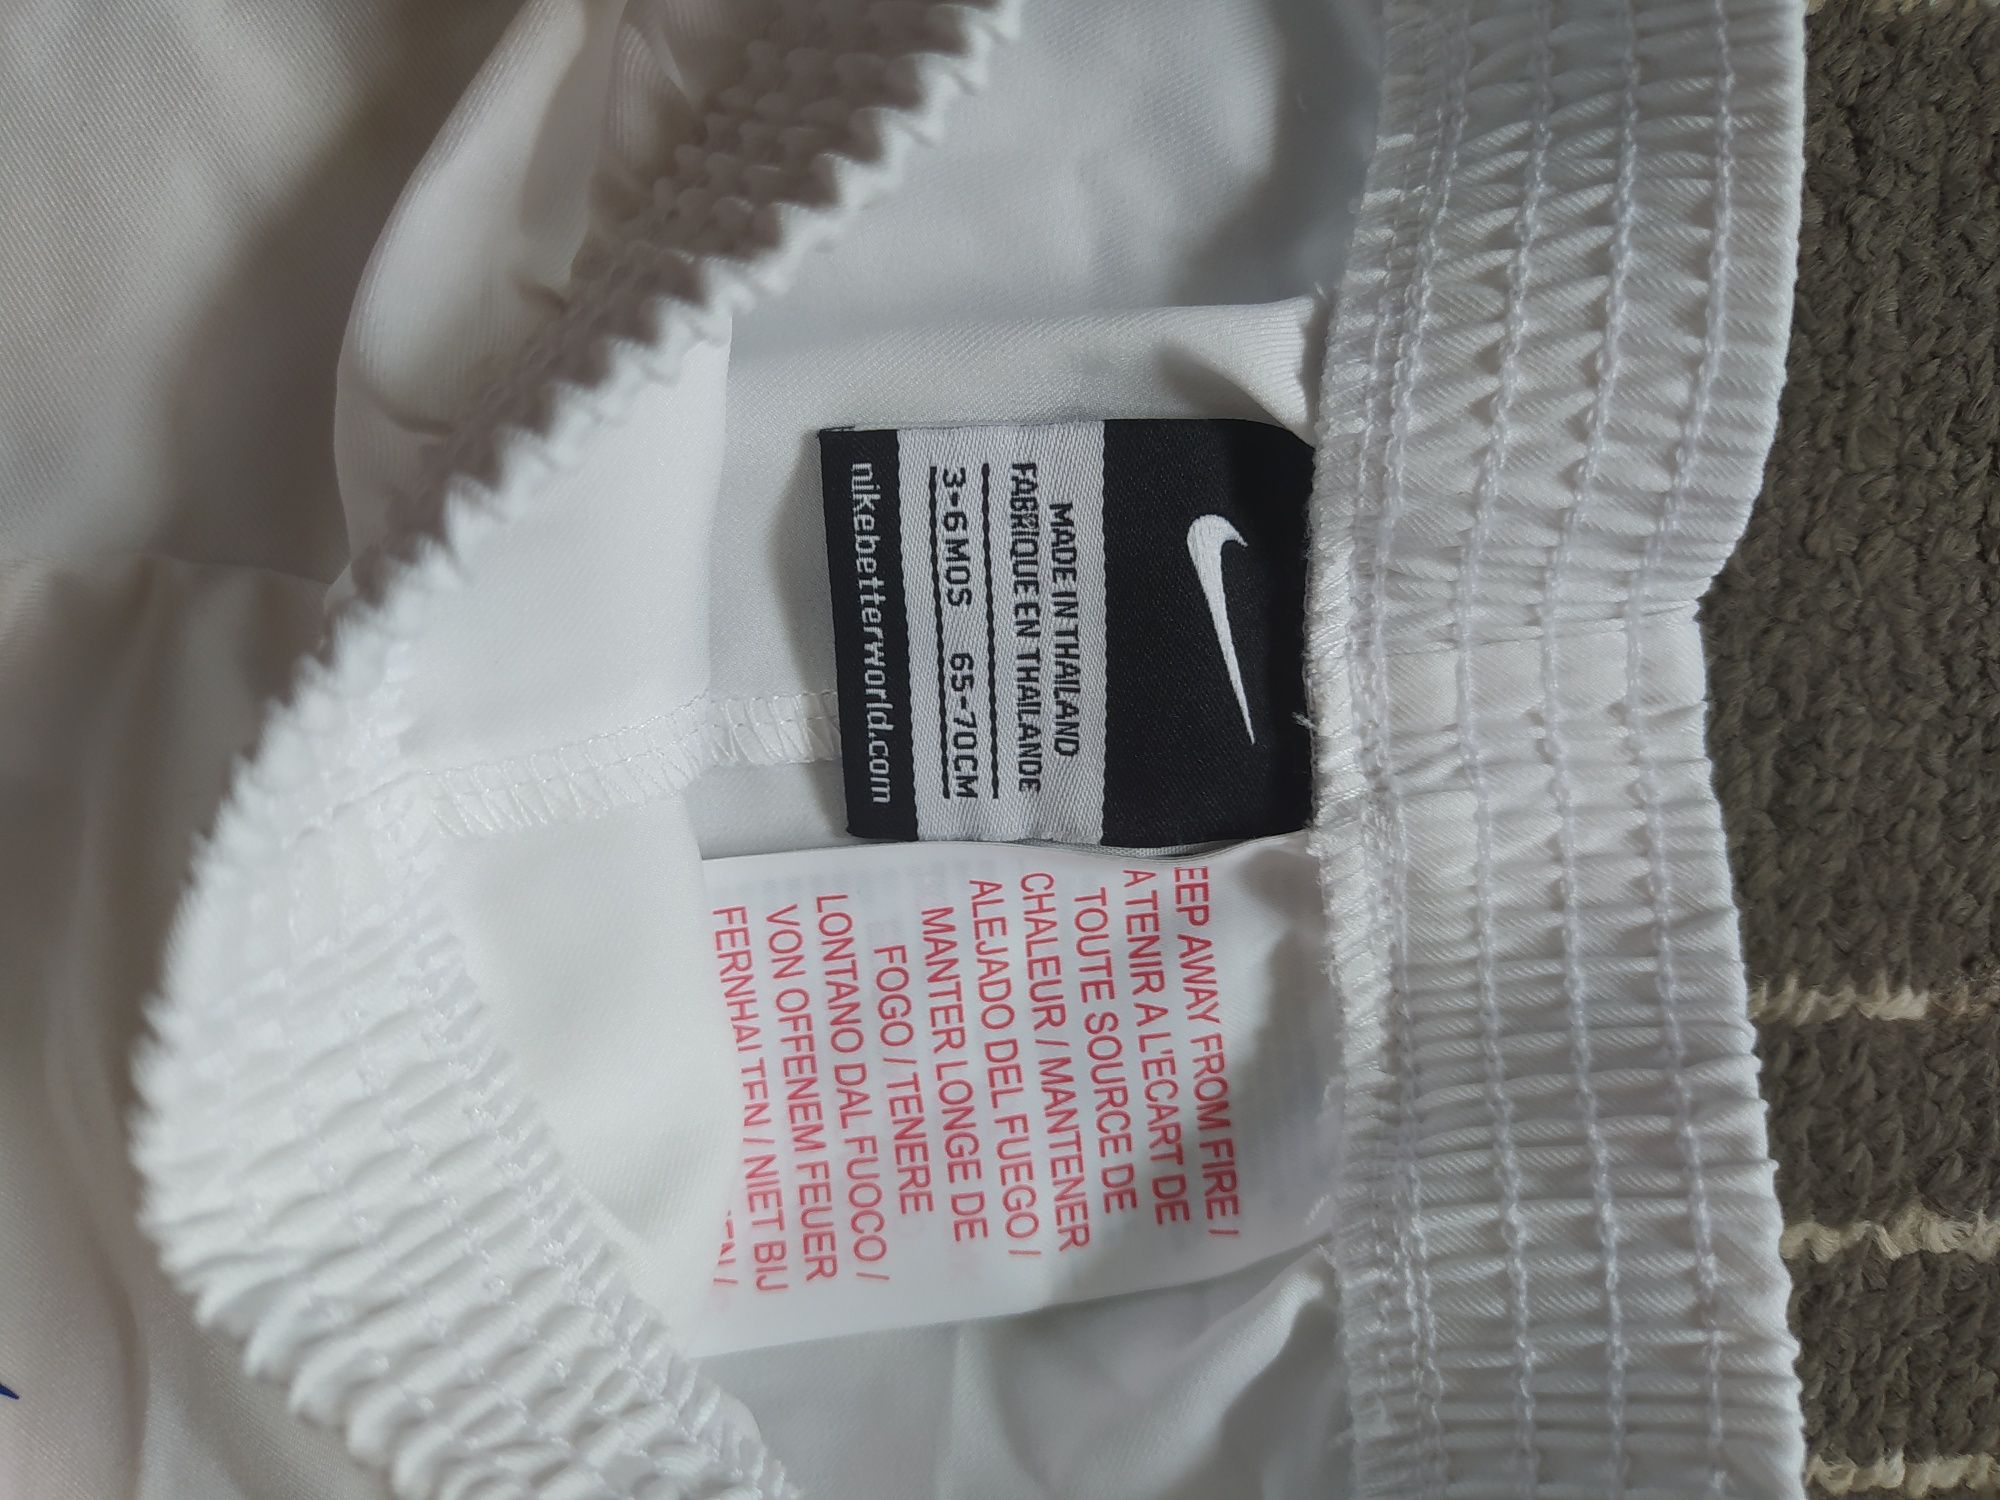 MADE IN THAILAND
FABRIQUE EN THAILANDE
3-6 MOS 65-70CM
nikebetterworld.com
EEP AWAY FROM FIRE /
A TENIR A L'ECART DE
TOUTE SOURCE DE
CHALEUR / MANTENER
ALEJADO DEL FUEGO /
MANTER LONGE DE
FOGO / TENERE
LONTANO DAL FUOCO /
VON OFFENEM FEUER
FERNHALTEN / NIET BIJ